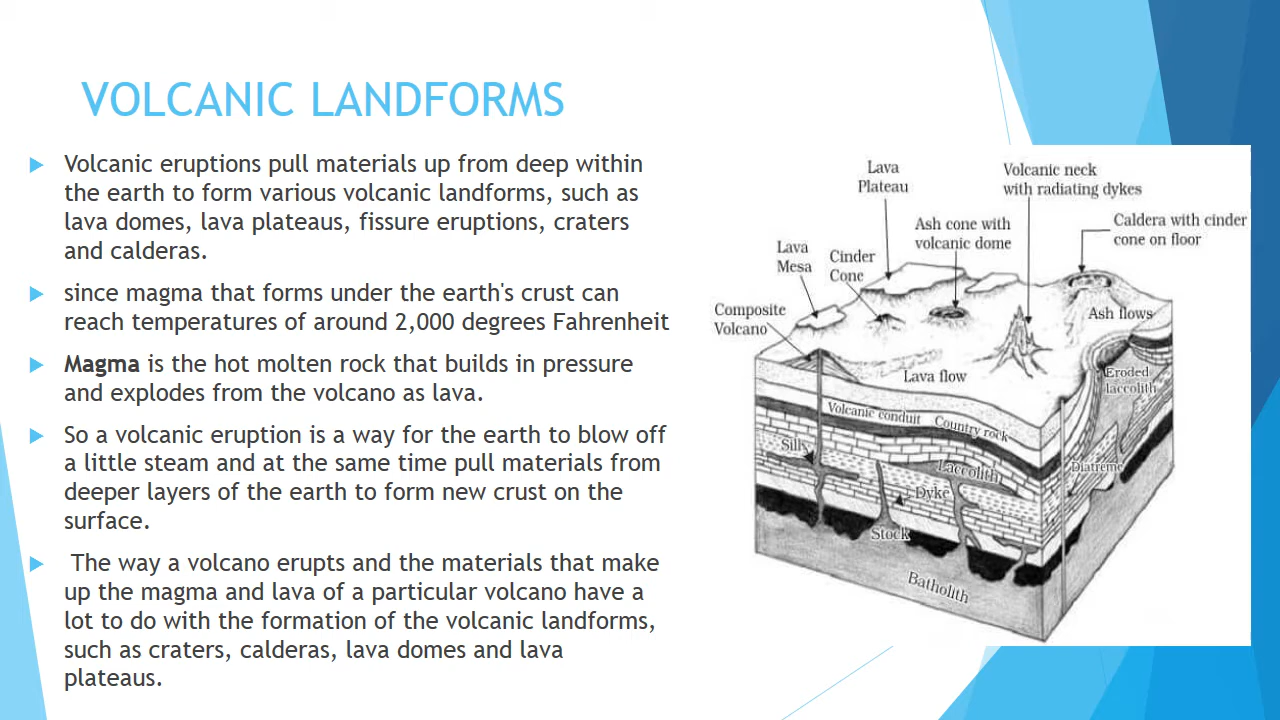 VOLCANIC LANDFORMS
Volcanic eruptions pull materials up from deep within
the earth to form various volcanic landforms, such as
lava domes, lava plateaus, fissure eruptions, craters
and calderas.
since magma that forms under the earth's crust can
reach temperatures of around 2,000 degrees Fahrenheit
Magma is the hot molten rock that builds in pressure
and explodes from the volcano as lava.
So a volcanic eruption is a way for the earth to blow off
a little steam and at the same time pull materials from
deeper layers of the earth to form new crust on the
surface.
The way a volcano erupts and the materials that make
up the magma and lava of a particular volcano have a
lot to do with the formation of the volcanic landforms,
such as craters, calderas, lava domes and lava
plateaus.
Lava
Plateau
Volcanic neck
with radiating dykes
Caldera with cinder
cone on floor
Ash cone with
volcanic dome
Lava
Mesa
Cinder
Cone
Composite
Volcano
Ash flows
Lava flow
Eroded
laccolith
Volcanic conduit
Country rock
Sill
Laccolith
Diatreme
Dyke
Stock
Batholith